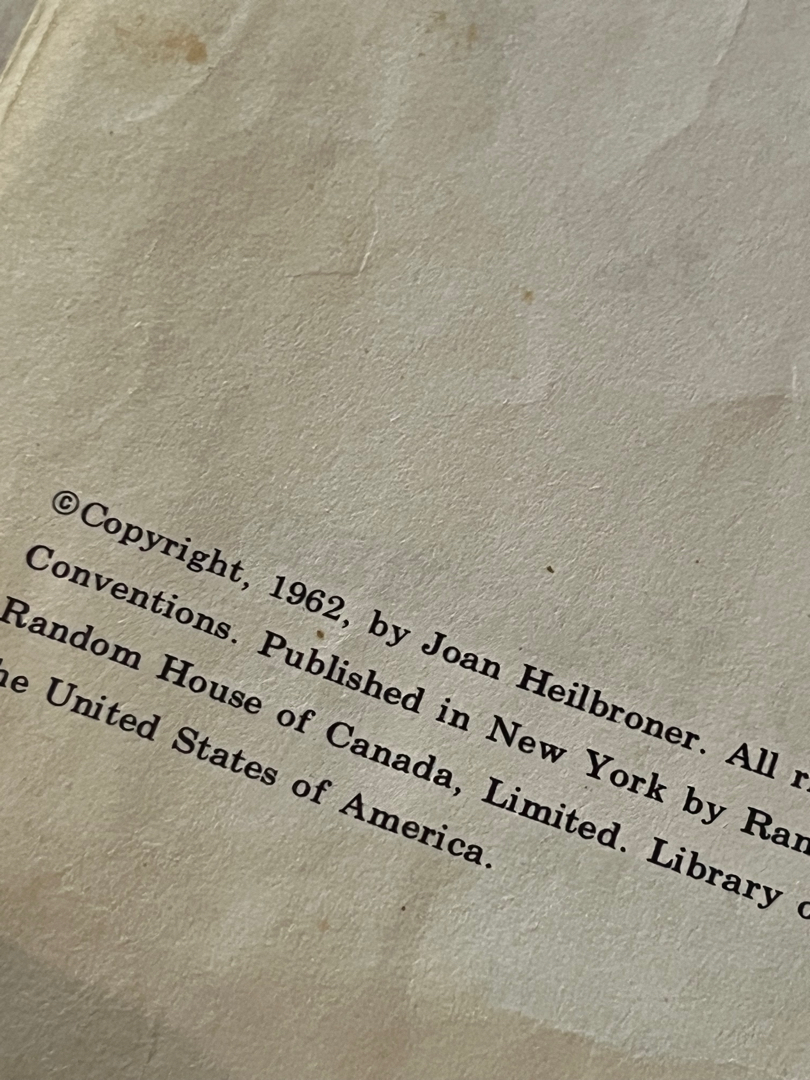 ©Copyright, 1962, by Joan Heilbroner. All
Conventions. Published in New York by
Random House of Canada, Limited. Library
United States of America.